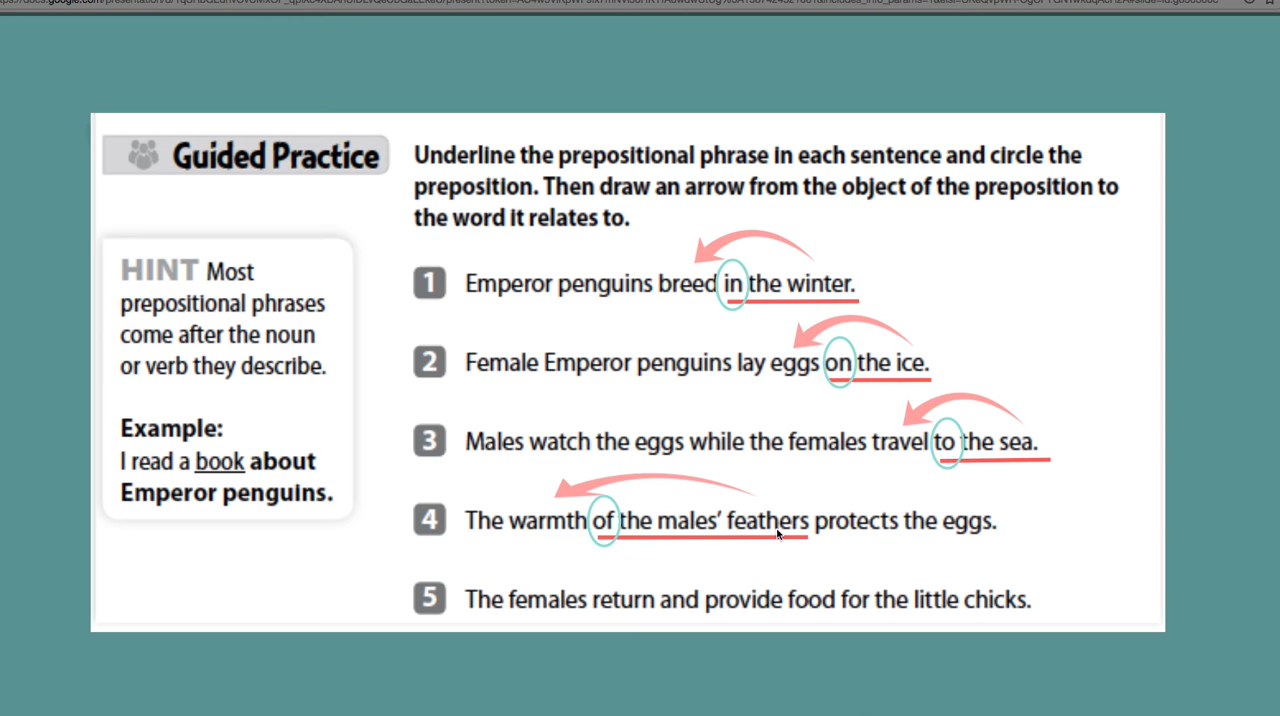 Guided Practice
Underline the prepositional phrase in each sentence and circle the
preposition. Then draw an arrow from the object of the preposition to
the word it relates to.
HINT Most
prepositional phrases
come after the noun
or verb they describe.
Example:
I read a book about
Emperor penguins.
1 Emperor penguins breed in the winter.
2 Female Emperor penguins lay eggs on the ice.
3 Males watch the eggs while the females travel to the sea.
4 The warmth of the males’ feathers protects the eggs.
5 The females return and provide food for the little chicks.